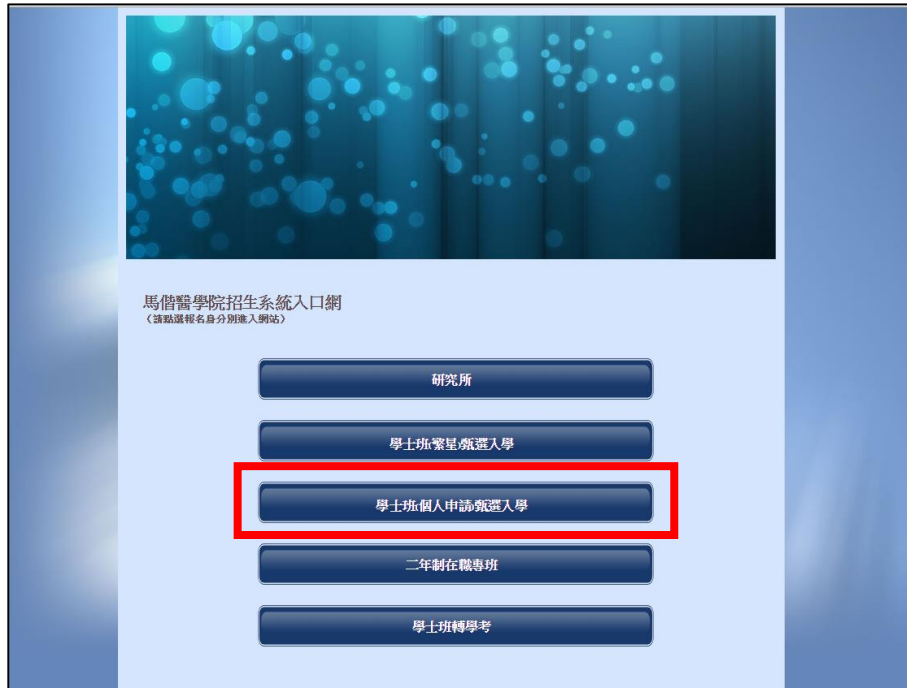 馬偕醫學院招生系統入口網
（請點選報名身分別進入網站）
研究所
學士班繁星甄選入學
學士班個人申請甄選入學
二年制在職專班
學士班轉學考